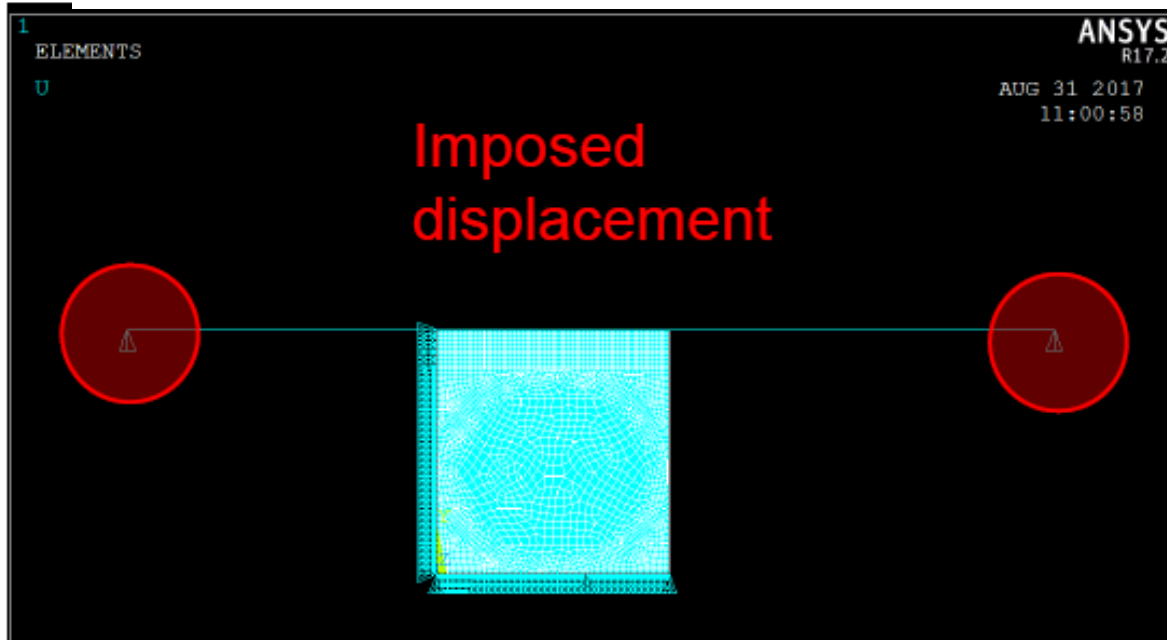 1
ELEMENTS
U
ANSYS
R17.2
AUG 31 2017
11:00:58
Imposed
displacement